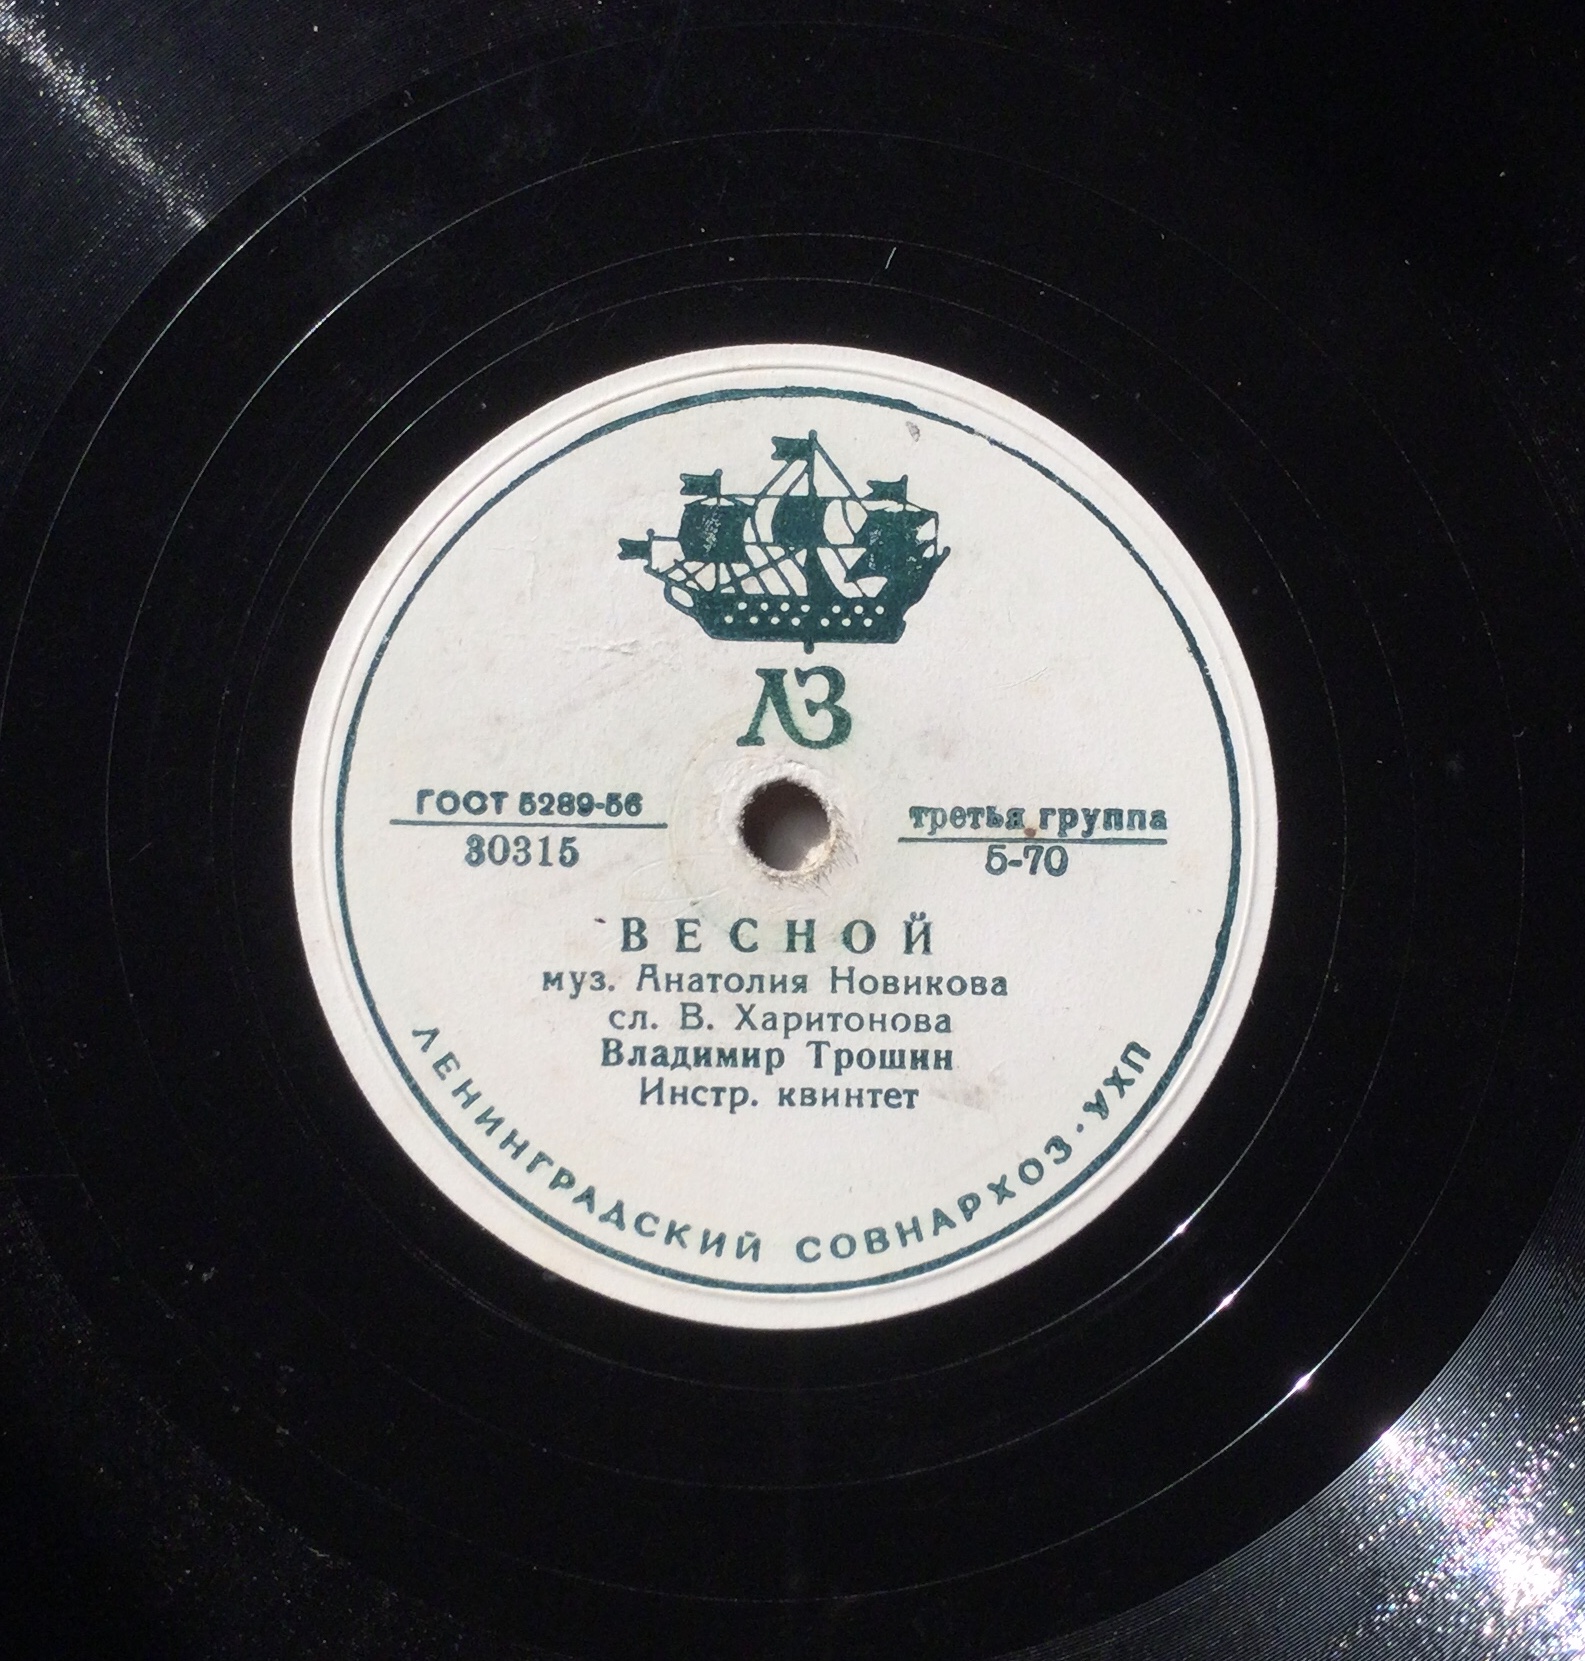 ЛЗ
ГОСТ 5289-56
30315
третья группа
5-70
ВЕСНОЙ
муз. Анатолия Новикова
сл. В. Харитонова
Владимир Трошин
Инстр. квинтет
ЛЕНИНГРАДСКИЙ СОВНАРХОЗ·УХП